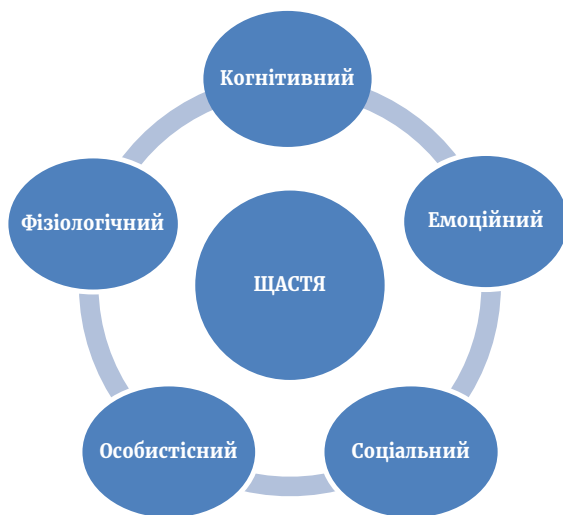 Когнітивний
Емоційний
Соціальний
Особистісний
Фізіологічний
ЩАСТЯ